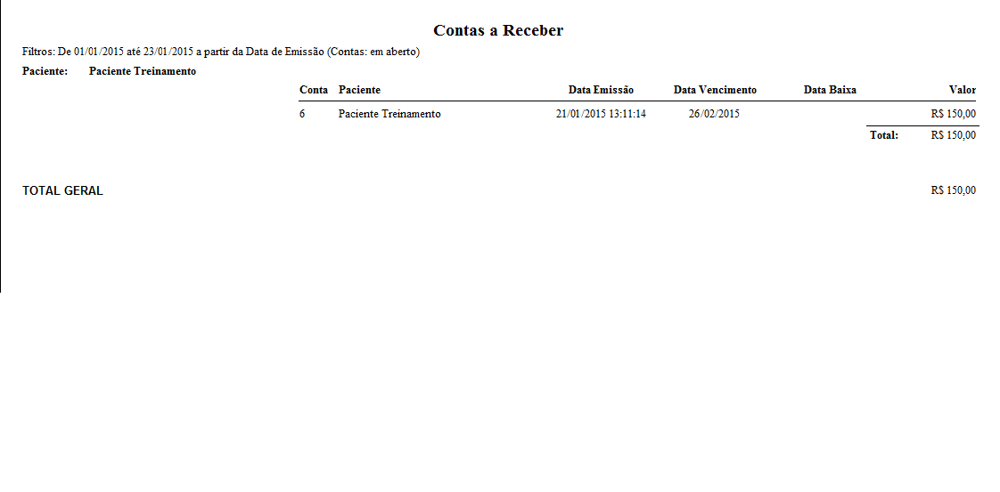 Contas a Receber
Filtros: De 01/01/2015 até 23/01/2015 a partir da Data de Emissão (Contas: em aberto)
Paciente: Paciente Treinamento
Conta Paciente Data Emissão Data Vencimento Data Baixa Valor
6 Paciente Treinamento 21/01/2015 13:11:14 26/02/2015 R$ 150,00
Total: R$ 150,00
TOTAL GERAL R$ 150,00